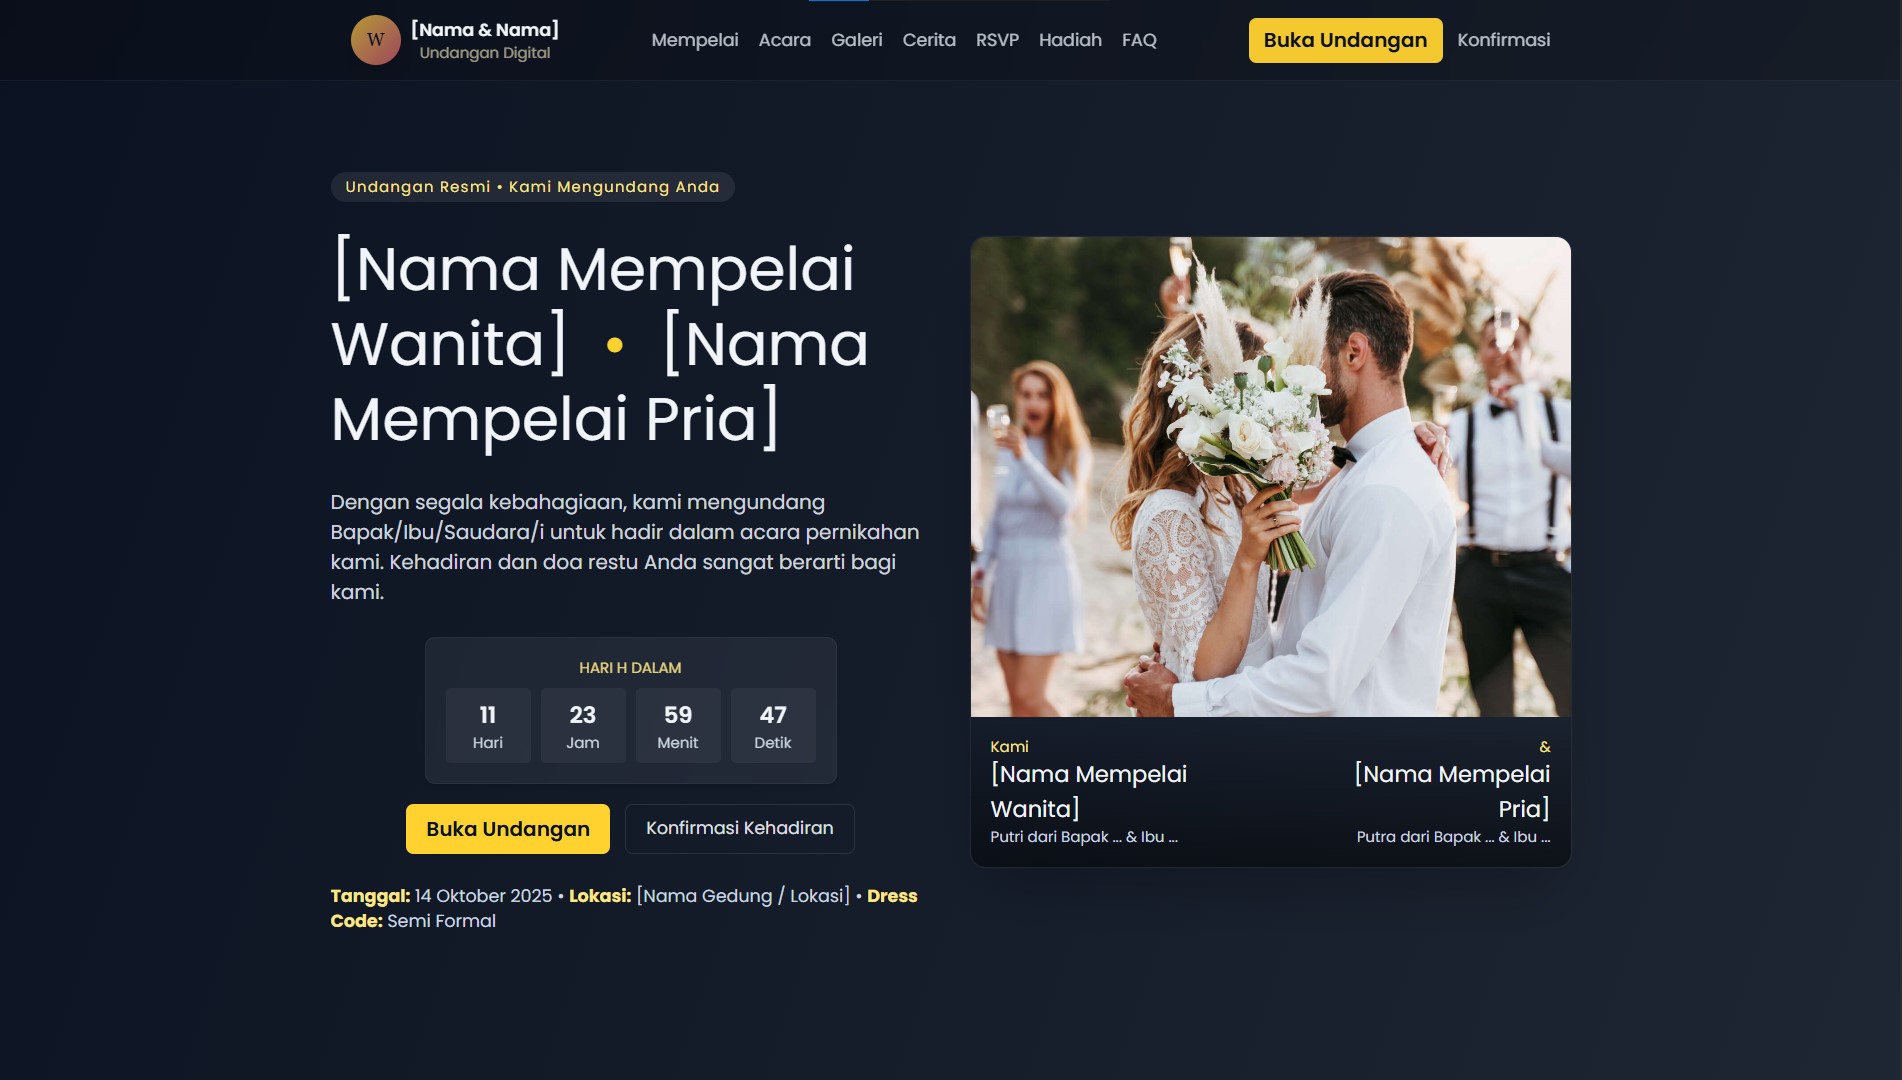 W
[Nama & Nama]
Undangan Digital
Mempelai
Acara
Galeri
Cerita
RSVP
Hadiah
FAQ
Buka Undangan
Konfirmasi
Undangan Resmi • Kami Mengundang Anda
[Nama Mempelai
Wanita] • [Nama
Mempelai Pria]
Dengan segala kebahagiaan, kami mengundang
Bapak/Ibu/Saudara/i untuk hadir dalam acara pernikahan
kami. Kehadiran dan doa restu Anda sangat berarti bagi
kami.
HARI H DALAM
11
Hari
23
Jam
59
Menit
47
Detik
Buka Undangan
Konfirmasi Kehadiran
Tanggal: 14 Oktober 2025 • Lokasi: [Nama Gedung / Lokasi] • Dress
Code: Semi Formal
Kami
[Nama Mempelai
Wanita]
Putri dari Bapak ... & Ibu ...
&
[Nama Mempelai
Pria]
Putra dari Bapak ... & Ibu ...